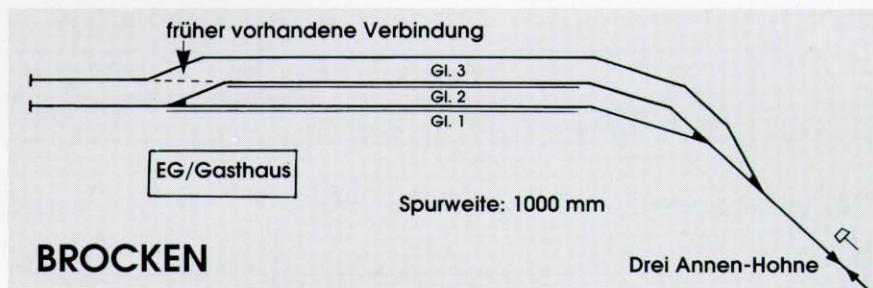 früher vorhandene Verbindung
Gl. 3
Gl. 2
Gl. 1
EG/Gasthaus
Spurweite: 1000 mm
BROCKEN
Drei Annen-Hohne